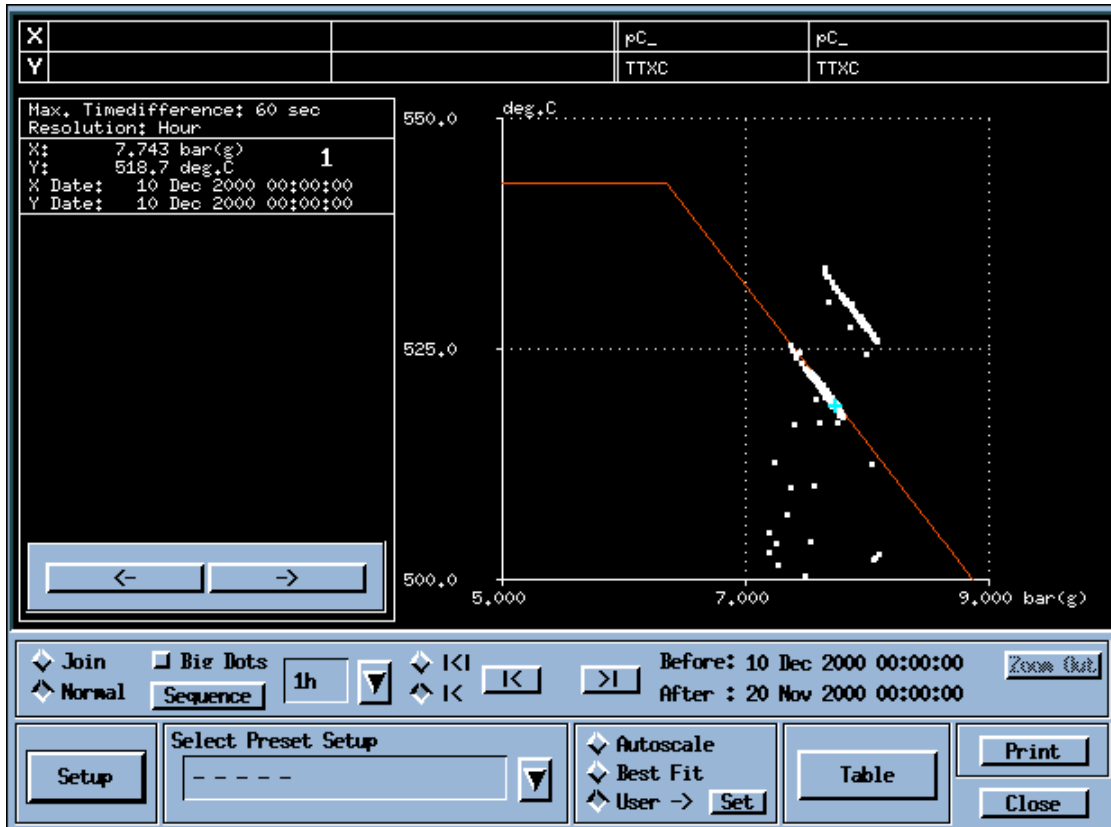 X pC_ pC_
Y TTXC TTXC
Max. Timedifference: 60 sec
Resolution: Hour
X: 7.743 bar(g)
Y: 518.7 deg.C
1
X Date: 10 Dec 2000 00:00:00
Y Date: 10 Dec 2000 00:00:00
<- ->
deg.C
550.0
525.0
500.0
5.000 7.000 9.000 bar(g)
Join Big Dots 1h K| |< >| Before: 10 Dec 2000 00:00:00 Zoom Out
Normal Sequence |< After : 20 Nov 2000 00:00:00
Setup
Select Preset Setup
- - - - -
Autoscale
Best Fit
User -> Set
Table
Print
Close